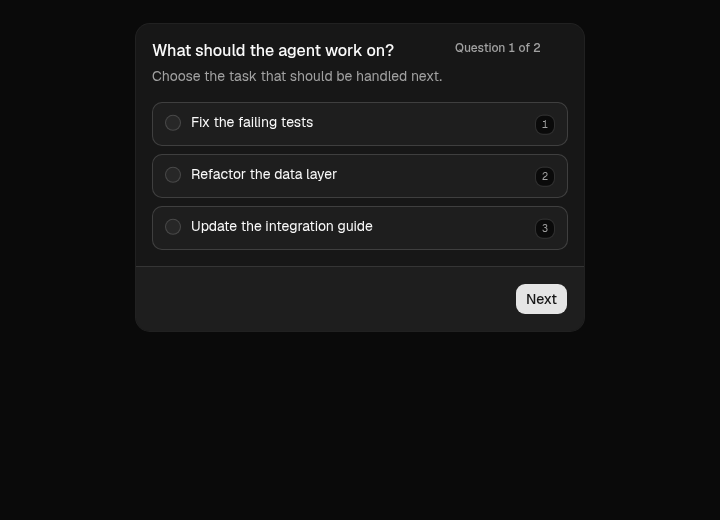 What should the agent work on?
Question 1 of 2
Choose the task that should be handled next.
Fix the failing tests
1
Refactor the data layer
2
Update the integration guide
3
Next